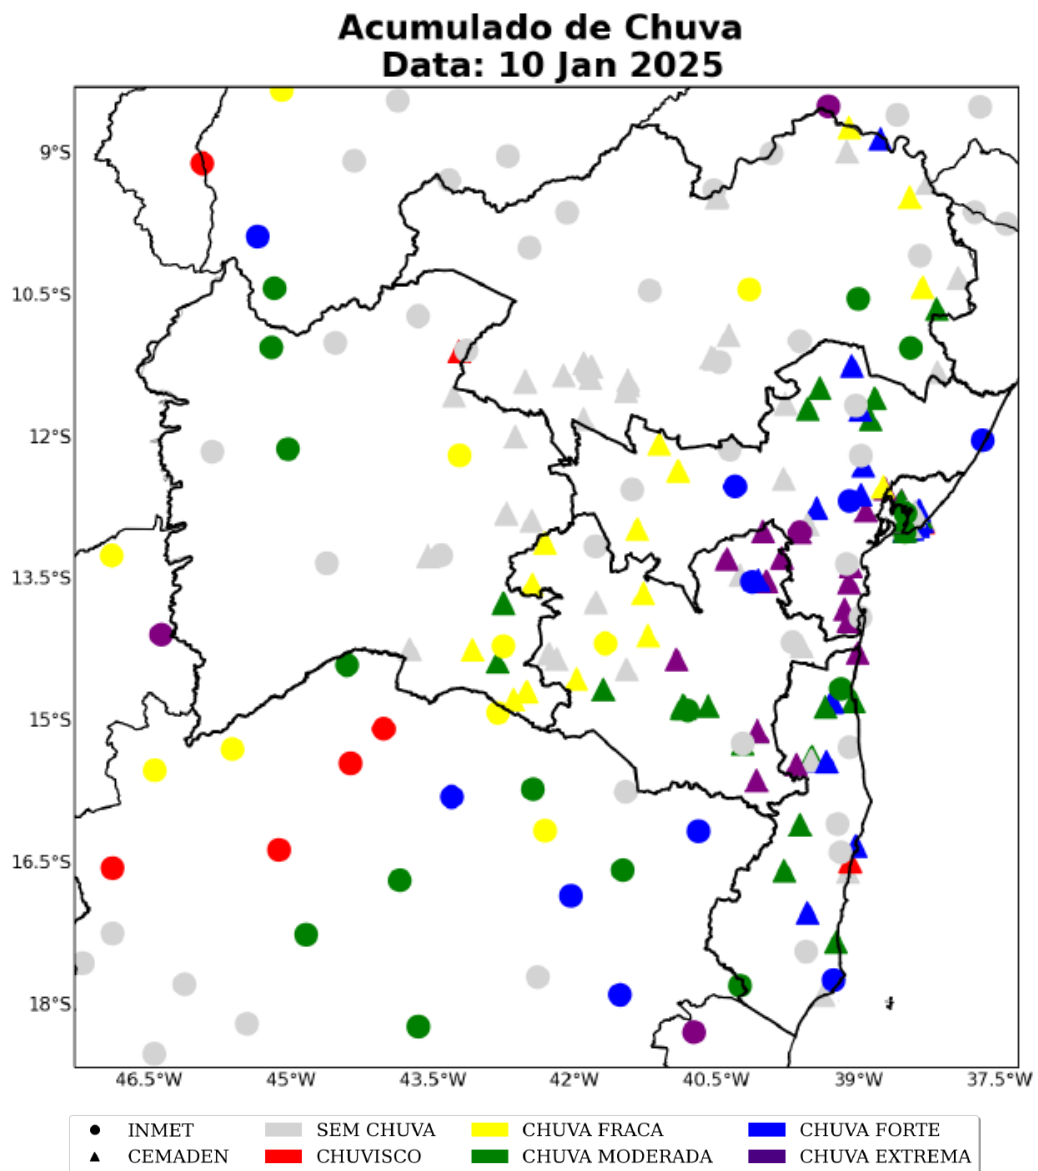 Acumulado de Chuva
Data: 10 Jan 2025
9°S
10.5°S
12°S
13.5°S
15°S
16.5°S
18°S
46.5°W 45°W 43.5°W 42°W 40.5°W 39°W 37.5°W
INMET SEM CHUVA CHUVA FRACA CHUVA FORTE
CEMADEN CHUVISCO CHUVA MODERADA CHUVA EXTREMA